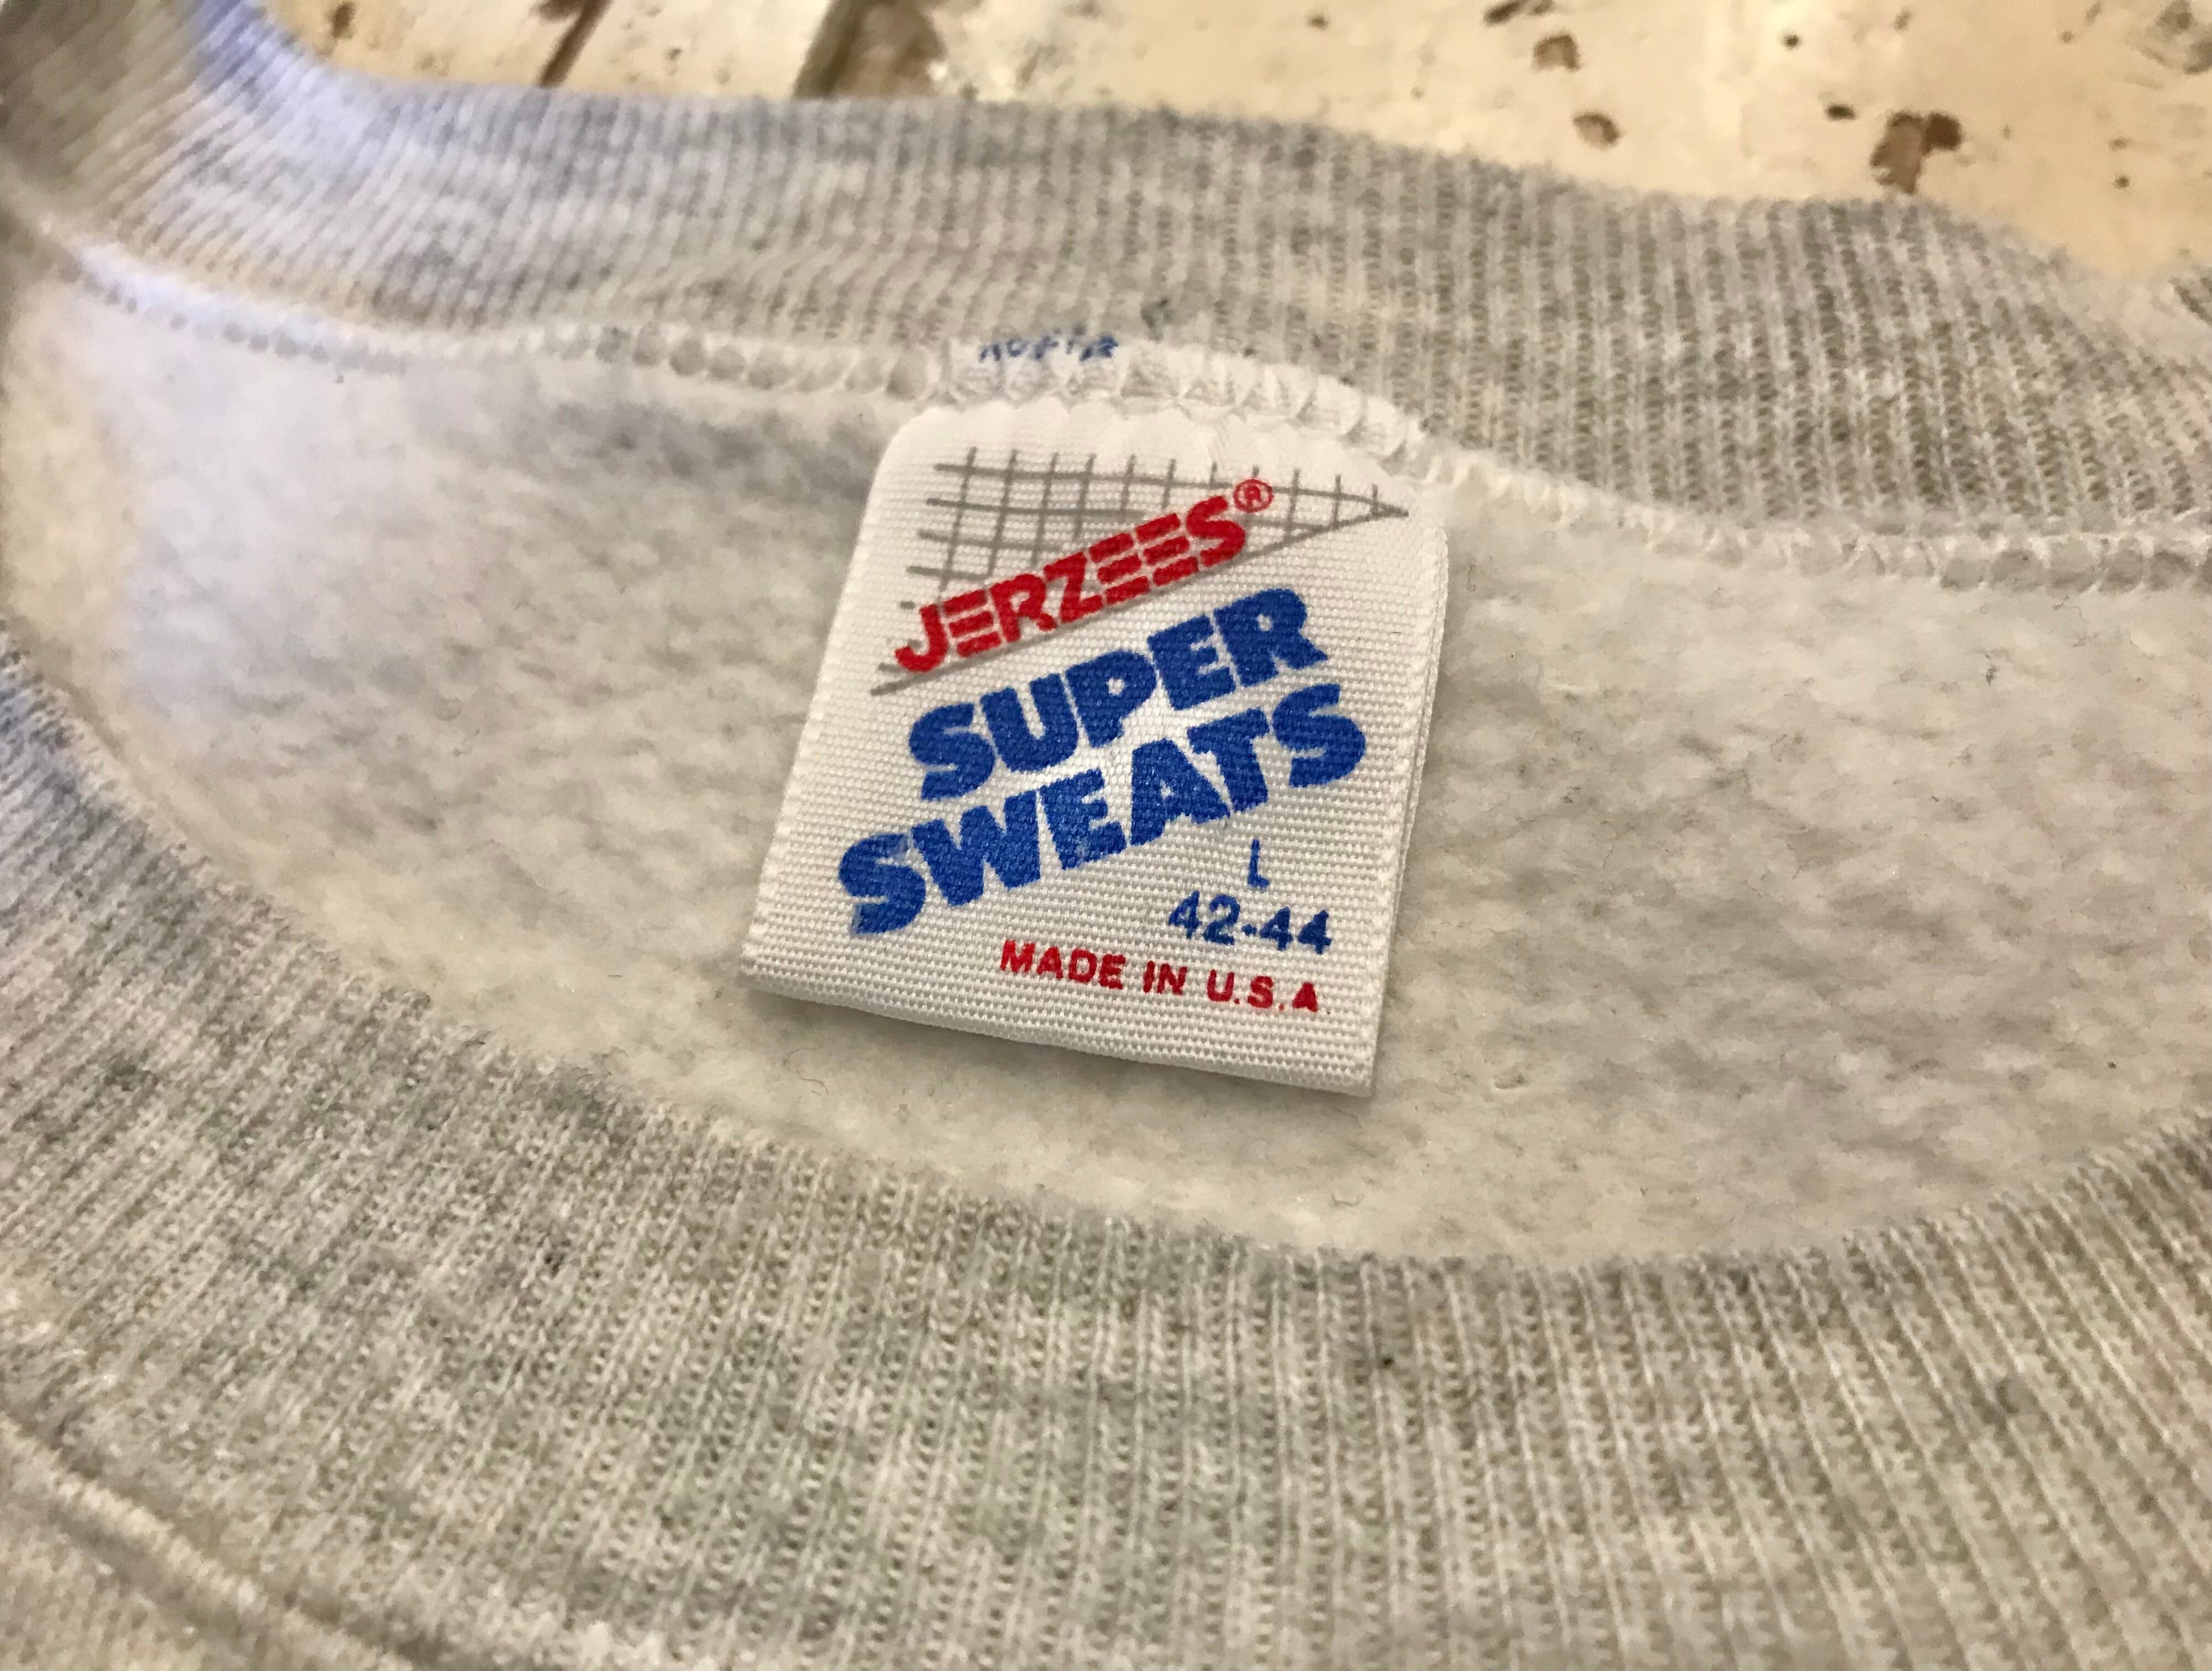 JERZEES®
SUPER
SWEATS
L
42-44
MADE IN U.S.A.